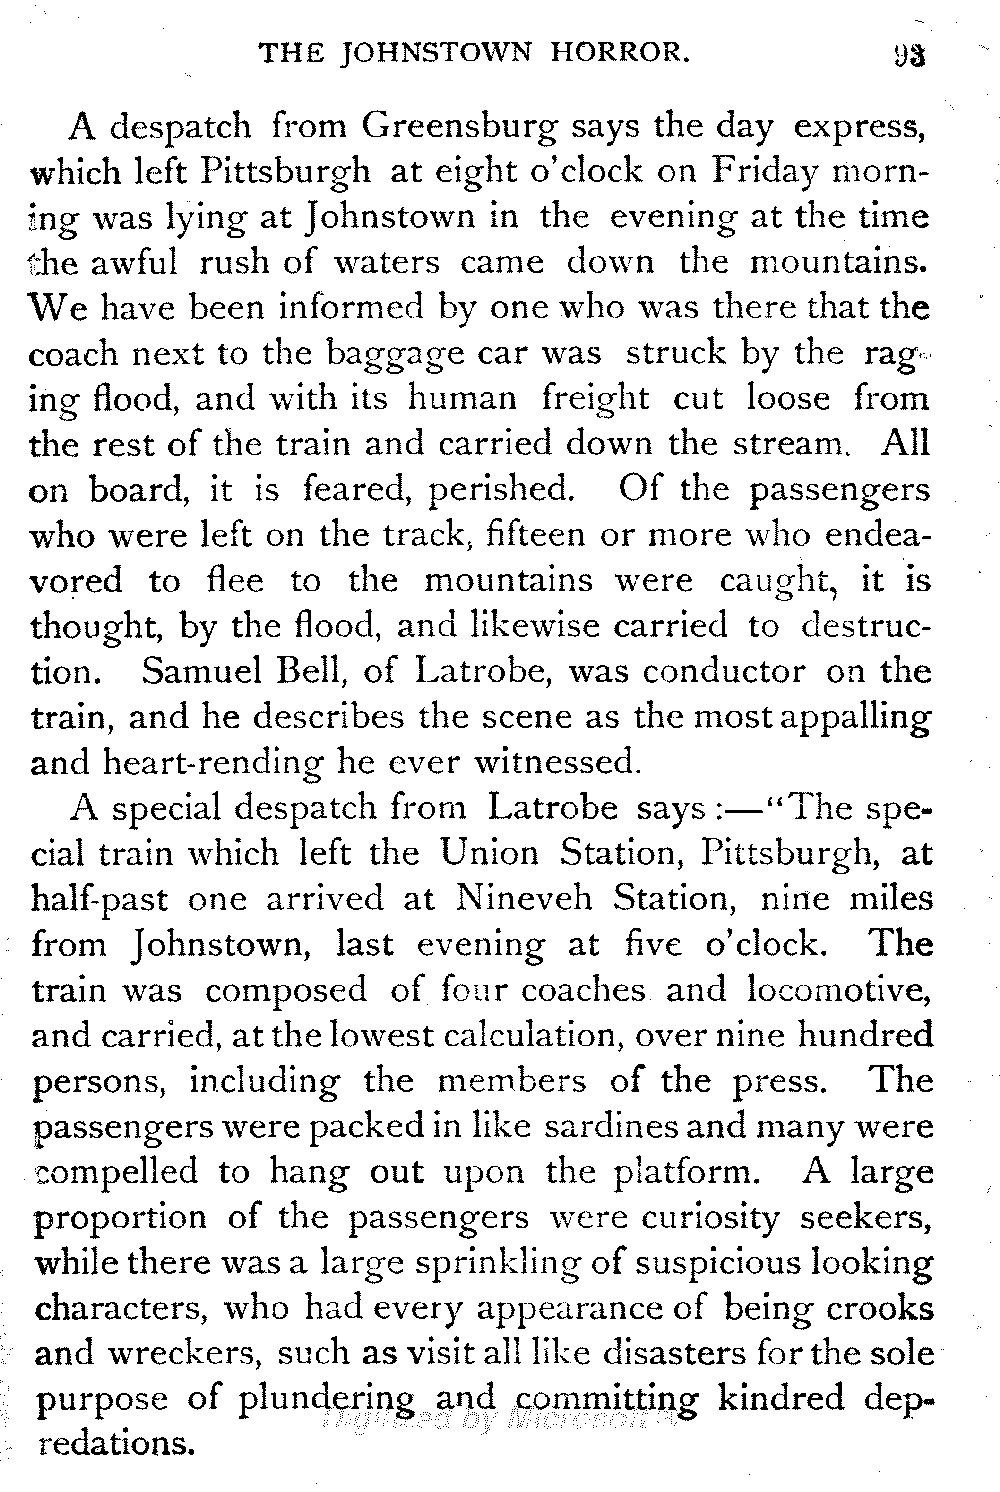 THE JOHNSTOWN HORROR. 93
A despatch from Greensburg says the day express,
which left Pittsburgh at eight o'clock on Friday morn-
ing was lying at Johnstown in the evening at the time
the awful rush of waters came down the mountains.
We have been informed by one who was there that the
coach next to the baggage car was struck by the rag-
ing flood, and with its human freight cut loose from
the rest of the train and carried down the stream. All
on board, it is feared, perished. Of the passengers
who were left on the track, fifteen or more who endea-
vored to flee to the mountains were caught, it is
thought, by the flood, and likewise carried to destruc-
tion. Samuel Bell, of Latrobe, was conductor on the
train, and he describes the scene as the most appalling
and heart-rending he ever witnessed.
A special despatch from Latrobe says :—"The spe-
cial train which left the Union Station, Pittsburgh, at
half-past one arrived at Nineveh Station, nine miles
from Johnstown, last evening at five o'clock. The
train was composed of four coaches and locomotive,
and carried, at the lowest calculation, over nine hundred
persons, including the members of the press. The
passengers were packed in like sardines and many were
compelled to hang out upon the platform. A large
proportion of the passengers were curiosity seekers,
while there was a large sprinkling of suspicious looking
characters, who had every appearance of being crooks
and wreckers, such as visit all like disasters for the sole
purpose of plundering and committing kindred dep-
redations.
Digitized by Microsoft ®